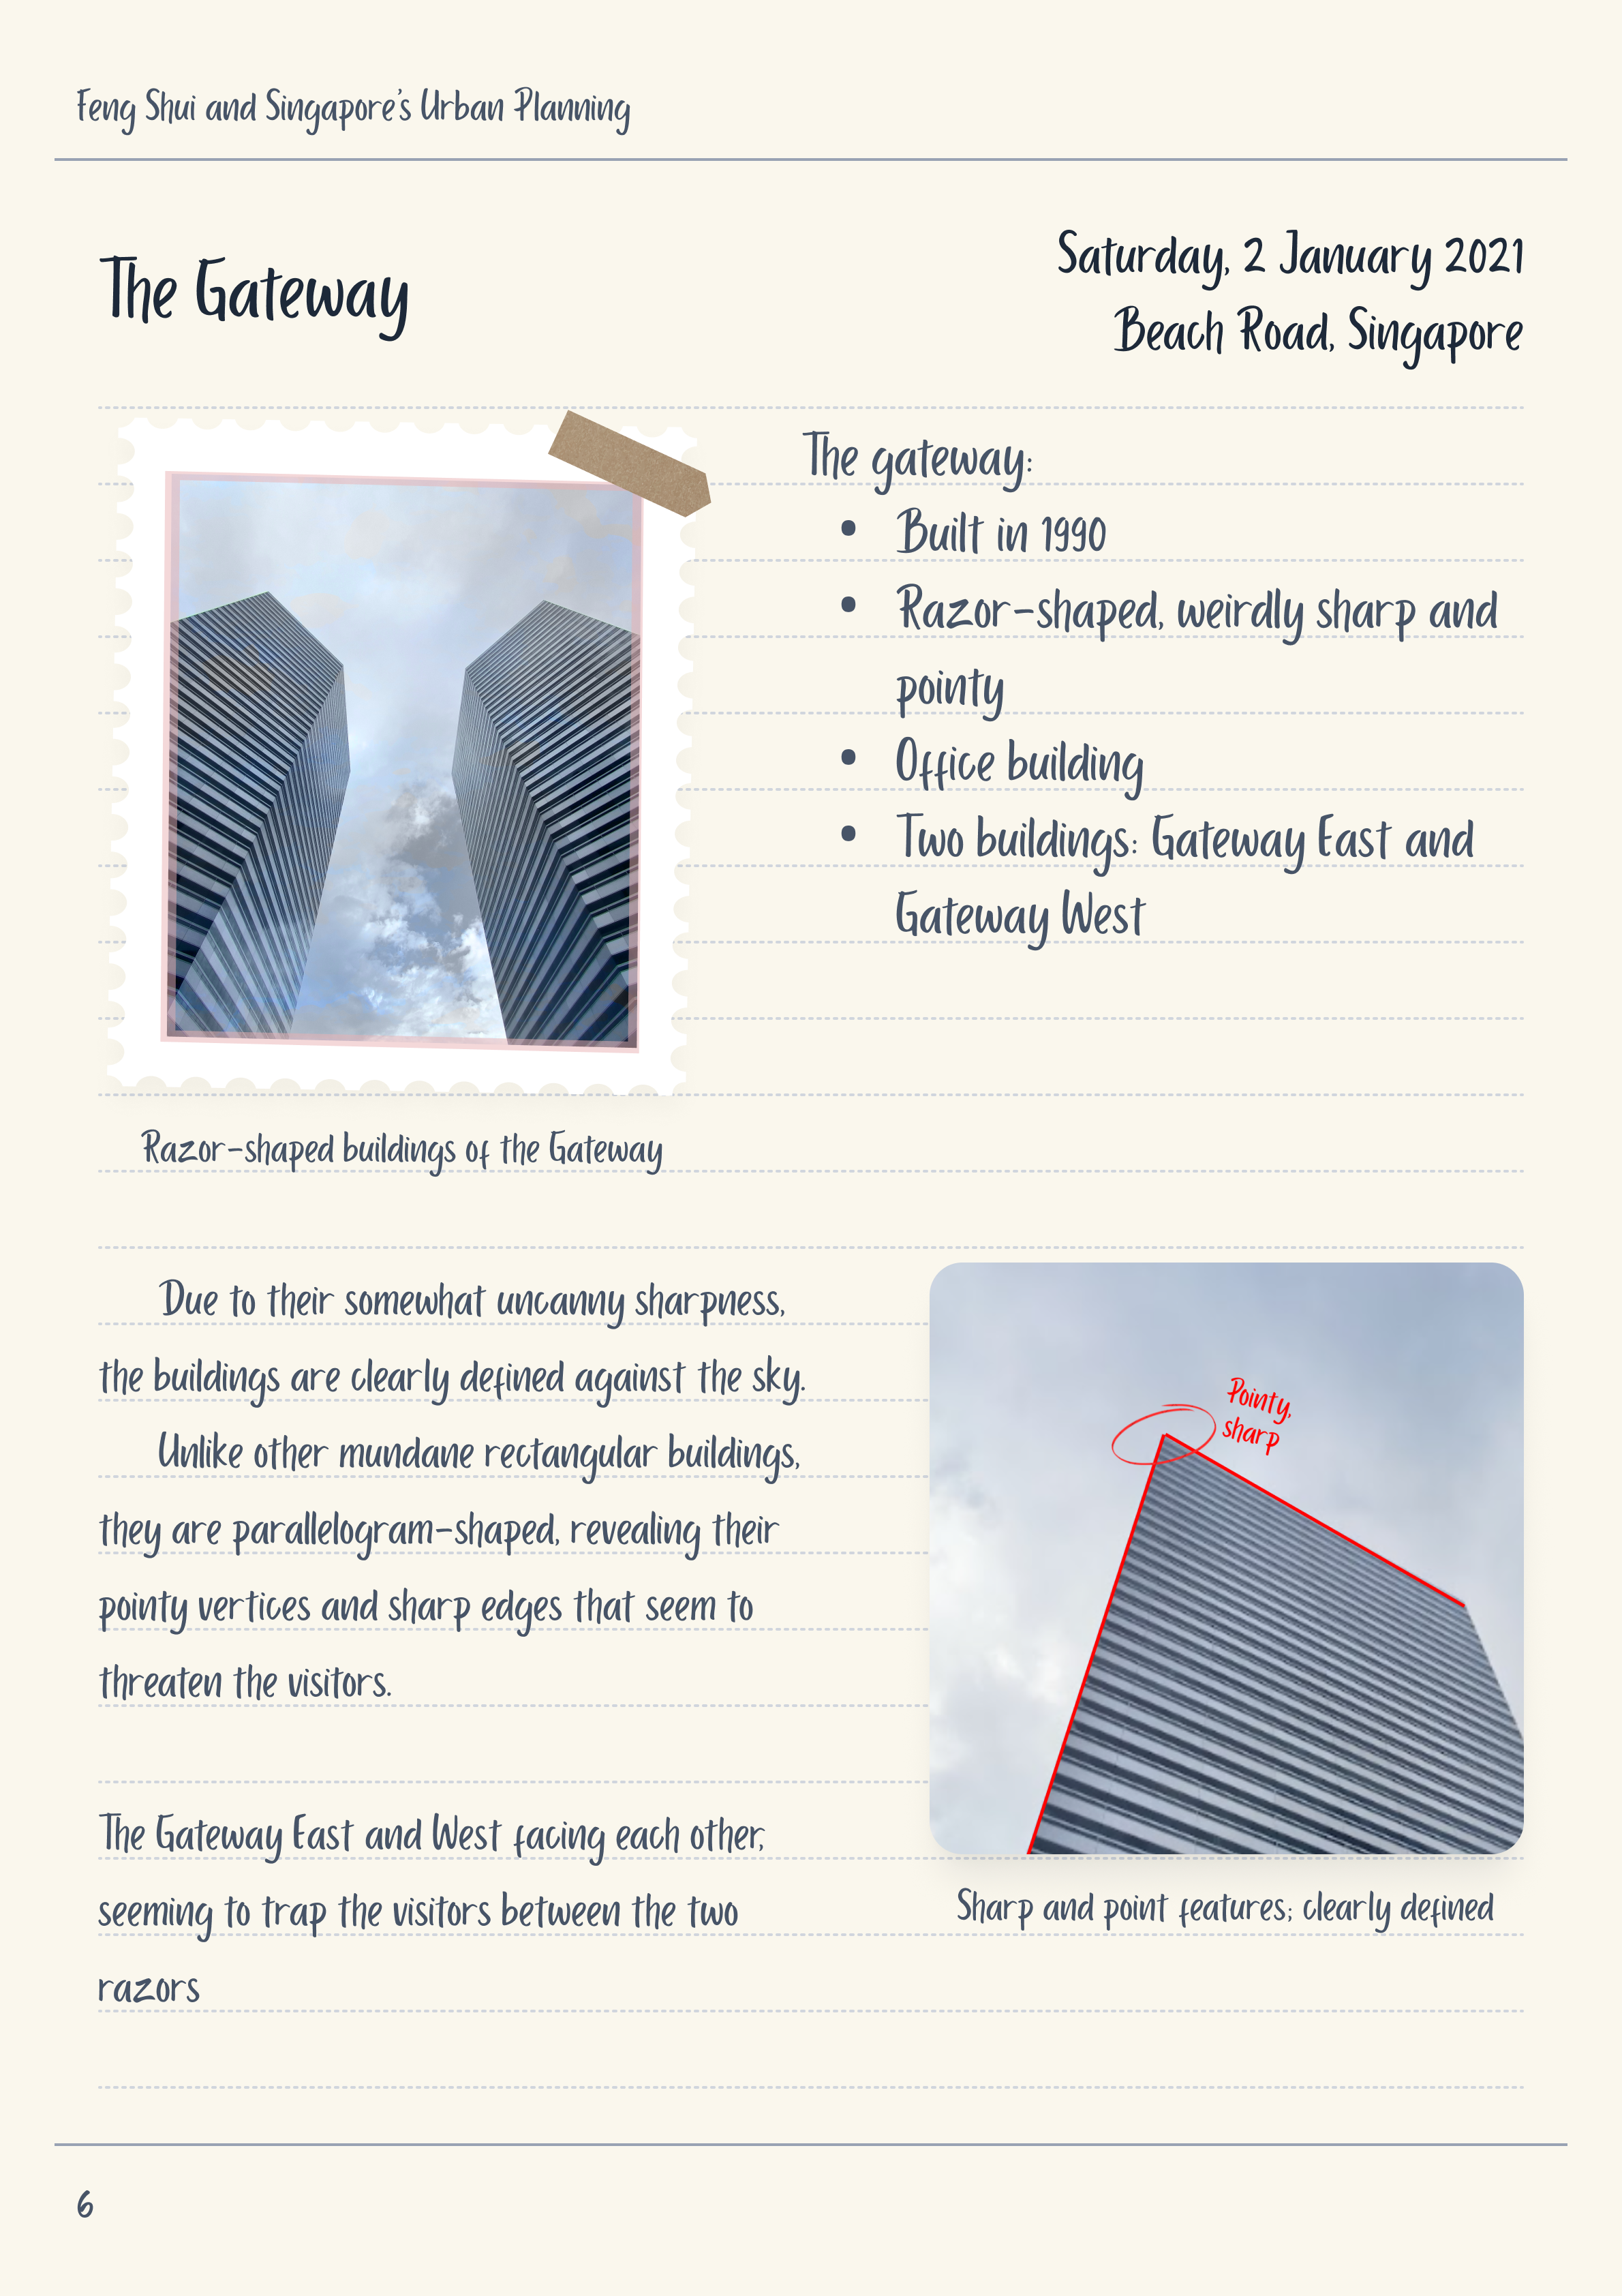 Feng Shui and Singapore's Urban Planning
The Gateway
Saturday, 2 January 2021
Beach Road, Singapore
The gateway:
• Built in 1990
• Razor-shaped, weirdly sharp and
pointy
• Office building
• Two buildings: Gateway East and
Gateway West
Razor-shaped buildings of the Gateway
Due to their somewhat uncanny sharpness,
the buildings are clearly defined against the sky.
Unlike other mundane rectangular buildings,
they are parallelogram-shaped, revealing their
pointy vertices and sharp edges that seem to
threaten the visitors.
The Gateway East and West facing each other,
seeming to trap the visitors between the two
razors
Pointy,
sharp
Sharp and point features; clearly defined
6